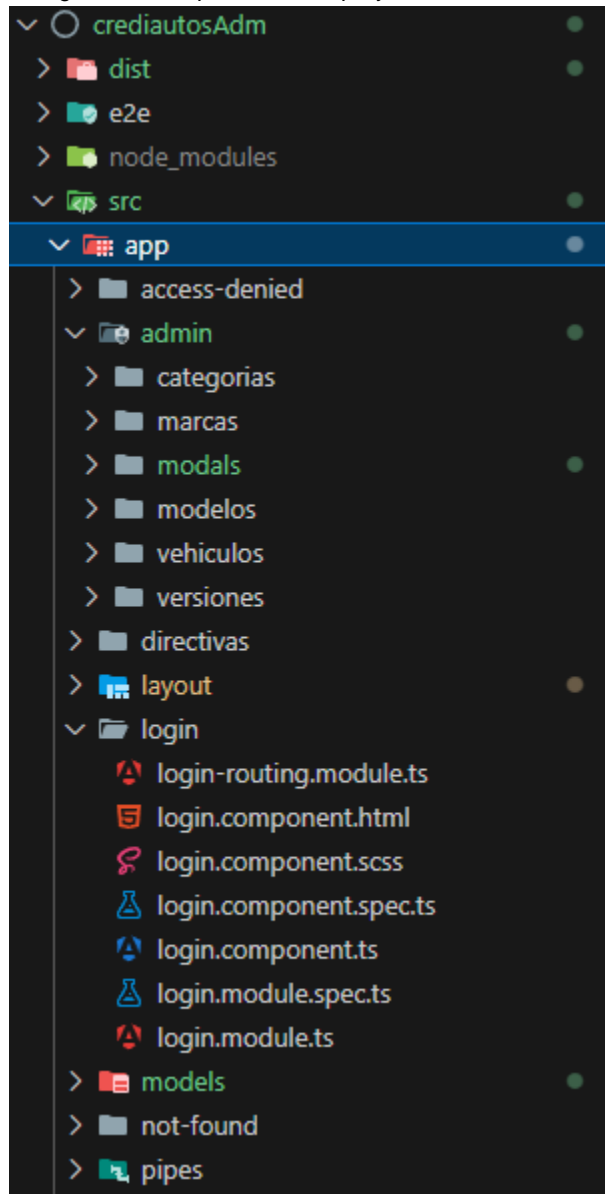 crediautosAdm
dist
e2e
node_modules
src
app
access-denied
admin
categorias
marcas
modals
modelos
vehiculos
versiones
directivas
layout
login
login-routing.module.ts
login.component.html
login.component.scss
login.component.spec.ts
login.component.ts
login.module.spec.ts
login.module.ts
models
not-found
pipes